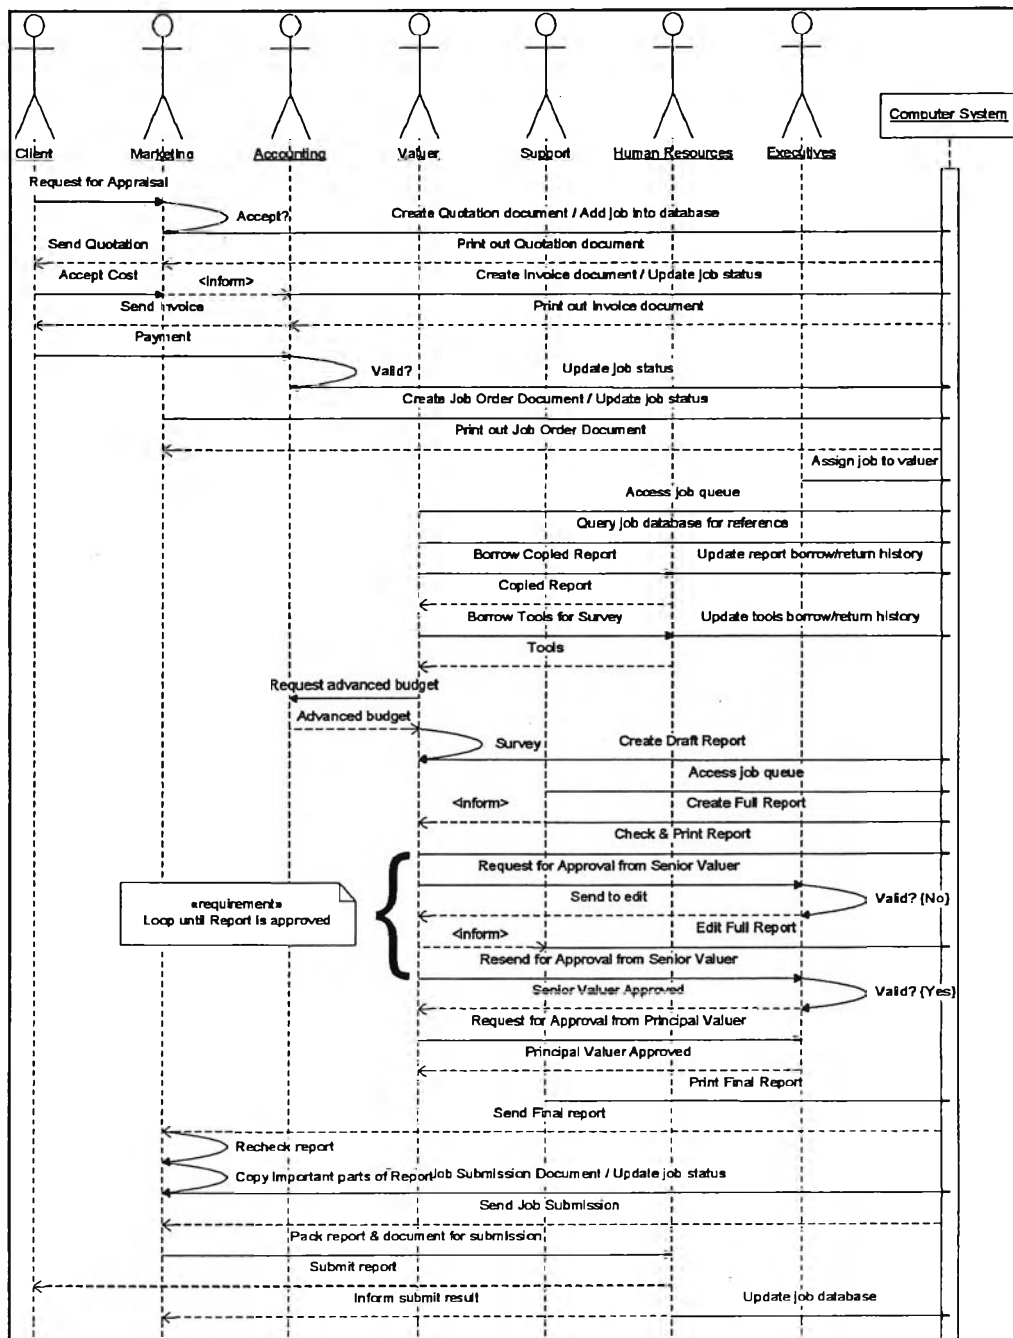 Computer System
Client
Marketing
Accounting
Valuer
Support
Human Resources
Executives
Request for Appraisal
Accept?
Create Quotation document / Add job into database
Send Quotation
Print out Quotation document
Accept Cost
<Inform>
Create Invoice document / Update job status
Send Invoice
Print out Invoice document
Payment
Valid?
Update job status
Create Job Order Document / Update job status
Print out Job Order Document
Assign job to valuer
Access job queue
Query job database for reference
Borrow Copied Report
Update report borrow/return history
Copied Report
Borrow Tools for Survey
Update tools borrow/return history
Tools
Request advanced budget
Advanced budget
Survey
Create Draft Report
Access job queue
<Inform>
Create Full Report
Check & Print Report
Request for Approval from Senior Valuer
«requirement»
Loop until Report is approved
Send to edit
Valid? {No}
<Inform>
Edit Full Report
Resend for Approval from Senior Valuer
Senior Valuer Approved
Valid? {Yes}
Request for Approval from Principal Valuer
Principal Valuer Approved
Print Final Report
Send Final report
Recheck report
Copy Important parts of Report
Job Submission Document / Update job status
Send Job Submission
Pack report & document for submission
Submit report
Inform submit result
Update job database